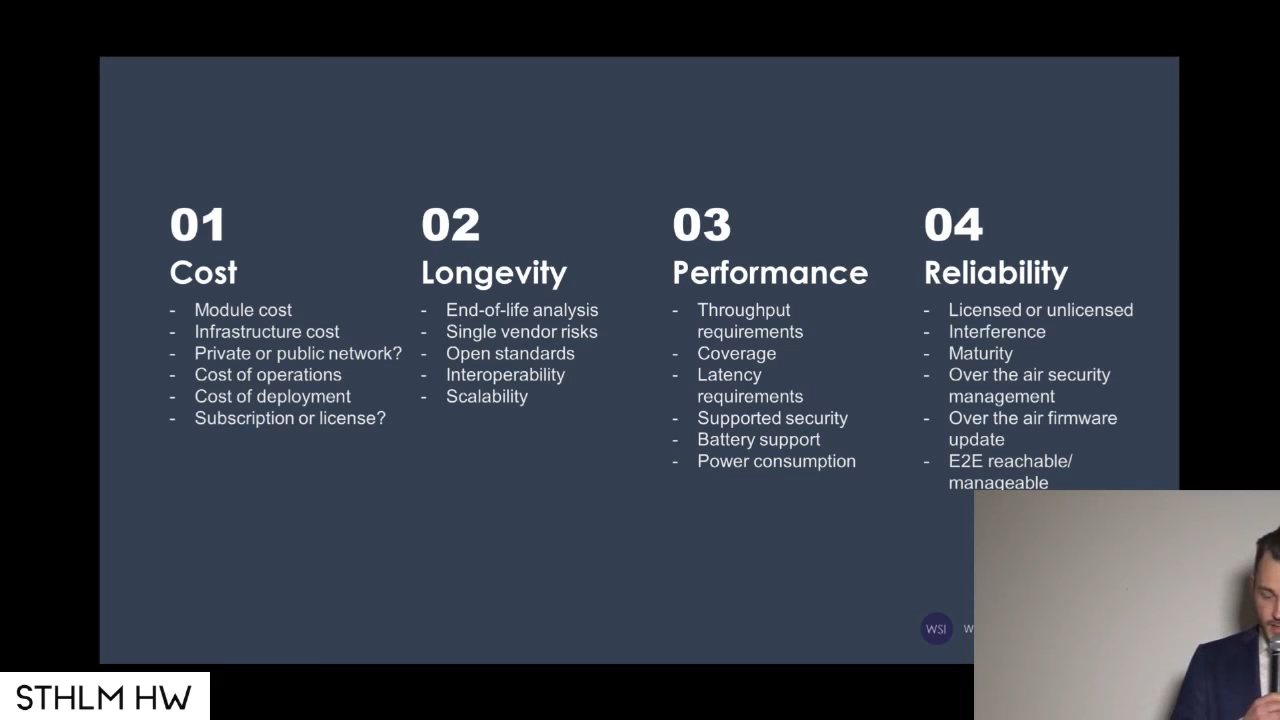 01
Cost
- Module cost
- Infrastructure cost
- Private or public network?
- Cost of operations
- Cost of deployment
- Subscription or license?
02
Longevity
- End-of-life analysis
- Single vendor risks
- Open standards
- Interoperability
- Scalability
03
Performance
- Throughput
requirements
- Coverage
- Latency
requirements
- Supported security
- Battery support
- Power consumption
04
Reliability
- Licensed or unlicensed
- Interference
- Maturity
- Over the air security
management
- Over the air firmware
update
- E2E reachable/
manageable
WSI
STHLM HW